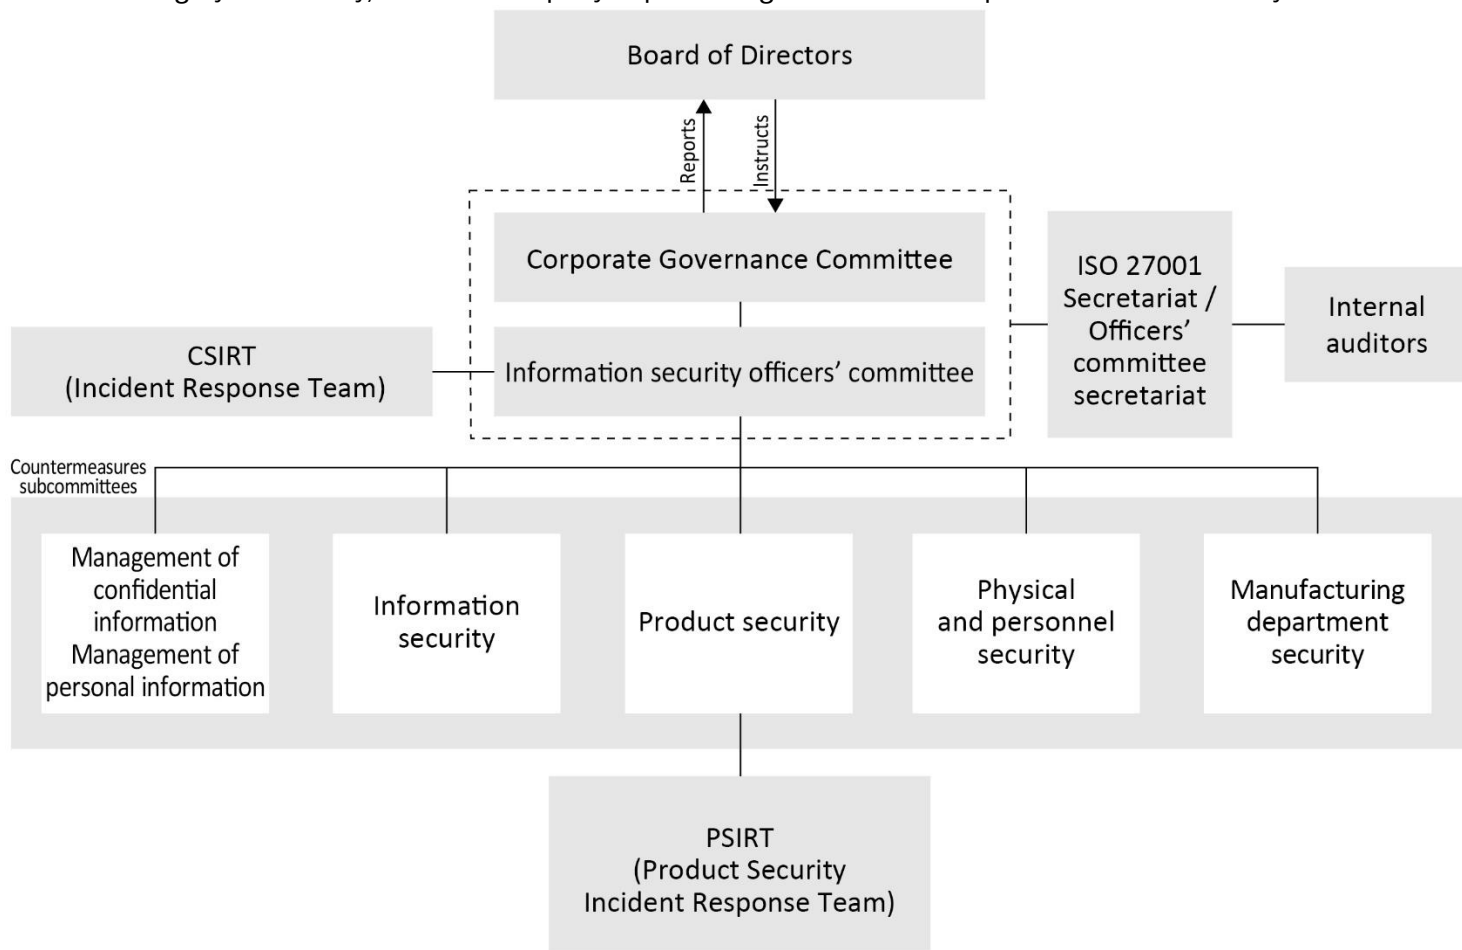 Board of Directors
Reports
Instructs
Corporate Governance Committee
ISO 27001
Secretariat /
Officers’
committee
secretariat
Internal
auditors
CSIRT
(Incident Response Team)
Information security officers’ committee
Countermeasures
subcommittees
Management of
confidential
information
Management of
personal information
Information
security
Product security
Physical
and personnel
security
Manufacturing
department
security
PSIRT
(Product Security
Incident Response Team)